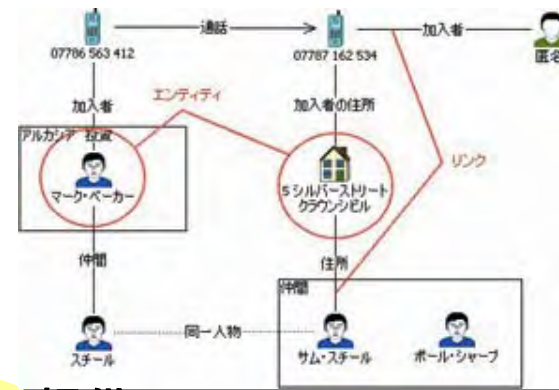 通話
加入者
07786 563 412
07787 162 534
匿名
加入者
エンティティ
加入者の住所
アルカシア 投資
リンク
マーク・ベーカー
5 シルバーストリート
クラウンシビル
仲間
住所
仲間
同一人物
スチール
サム・スチール
ポール・シャープ